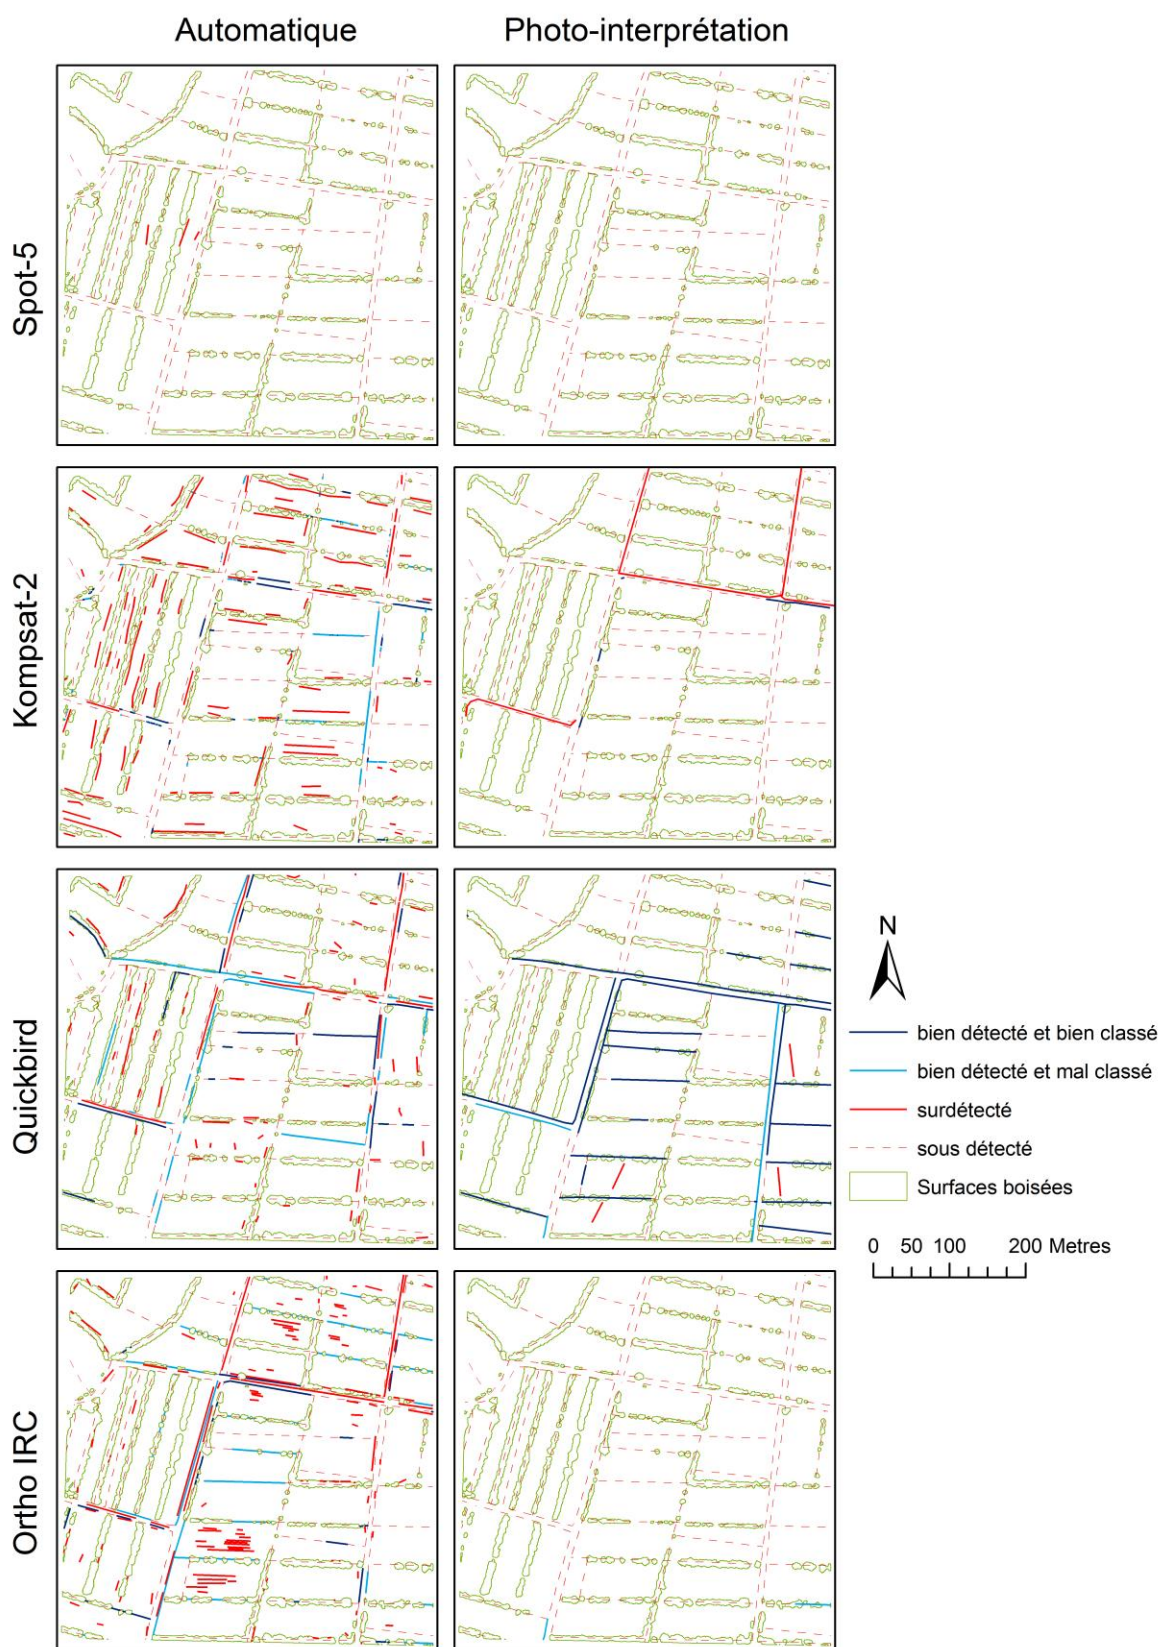 Automatique
Photo-interprétation
Spot-5
Kompsat-2
Quickbird
Ortho IRC
N
bien détecté et bien classé
bien détecté et mal classé
surdétecté
sous détecté
Surfaces boisées
0 50 100 200 Metres